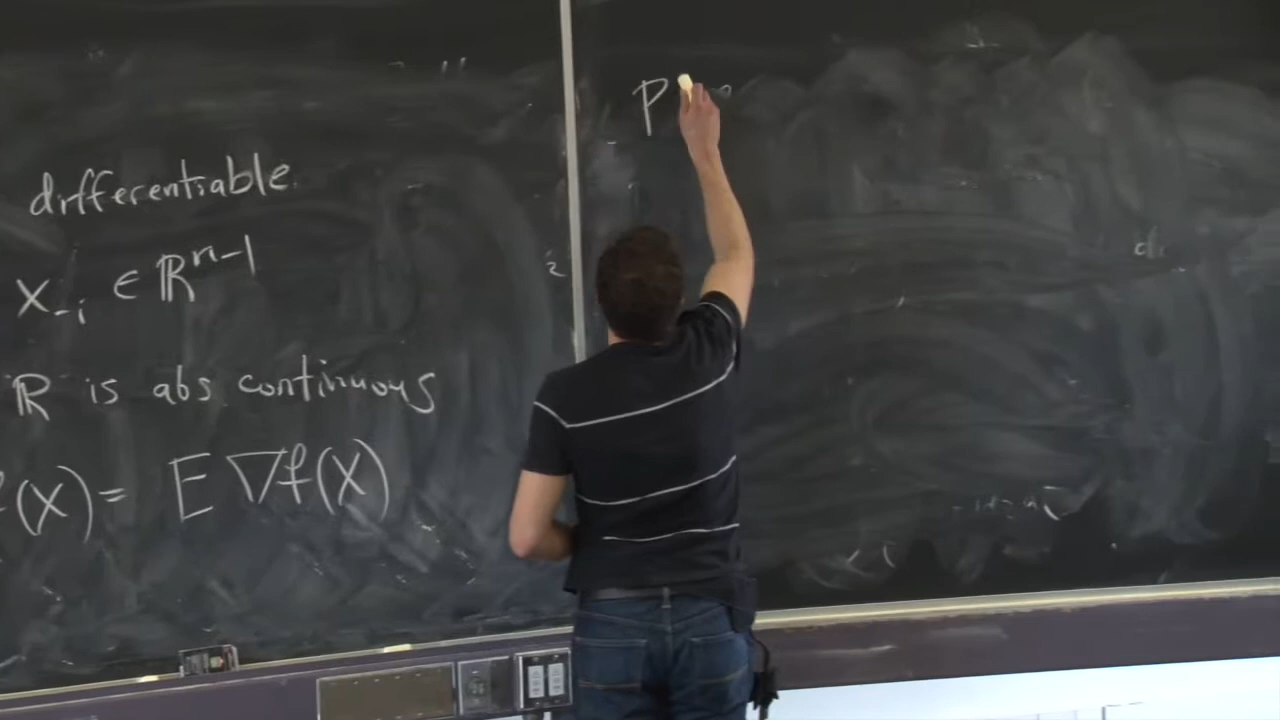 differentiable.
X₋ᵢ ∈ ℝⁿ⁻¹
ℝ is abs continuous
(X) = E ∇f(X)
P